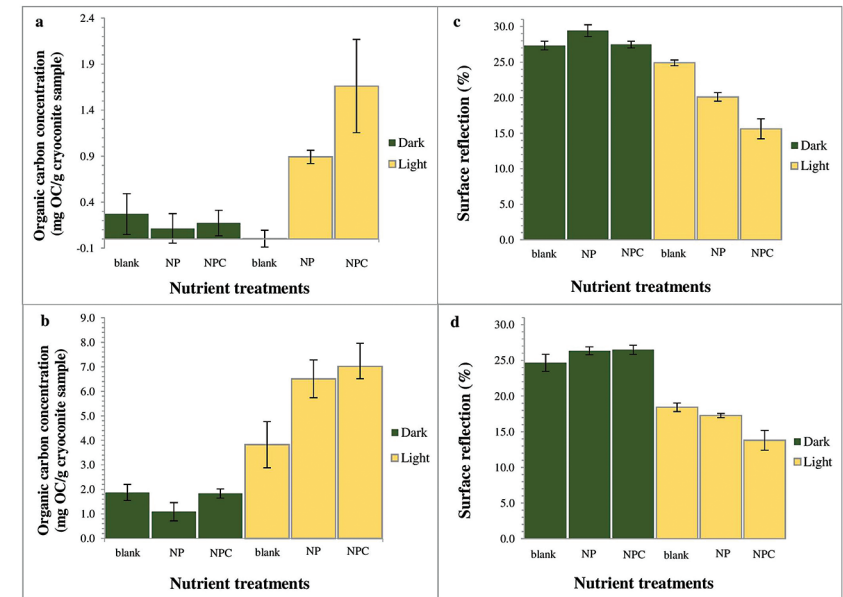 a
Organic carbon concentration
(mg OC/g cryoconite sample)
2.4
1.9
1.4
0.9
0.4
-0.1
blank NP NPC blank NP NPC
Nutrient treatments
Dark
Light
c
Surface reflection (%)
30.0
25.0
20.0
15.0
10.0
5.0
0.0
blank NP NPC blank NP NPC
Nutrient treatments
Dark
Light
b
Organic carbon concentration
(mg OC/g cryoconite sample)
9.0
8.0
7.0
6.0
5.0
4.0
3.0
2.0
1.0
0.0
blank NP NPC blank NP NPC
Nutrient treatments
Dark
Light
d
Surface reflection (%)
30.0
25.0
20.0
15.0
10.0
5.0
0.0
blank NP NPC blank NP NPC
Nutrient treatments
Dark
Light